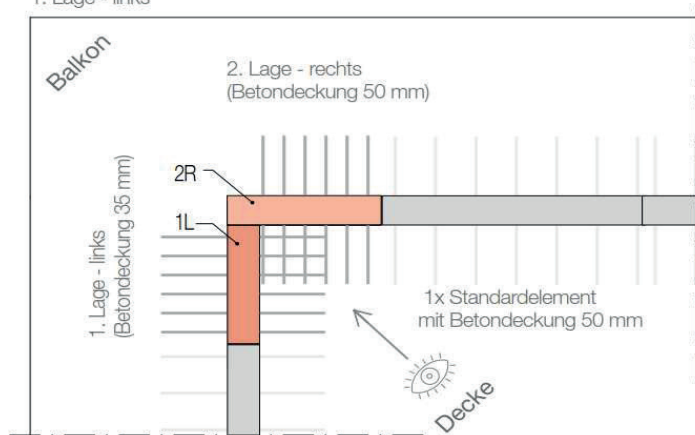 1. Lage - links
Balkon
2. Lage - rechts
(Betondeckung 50 mm)
2R
1L
1. Lage - links
(Betondeckung 35 mm)
1x Standardelement
mit Betondeckung 50 mm
Decke